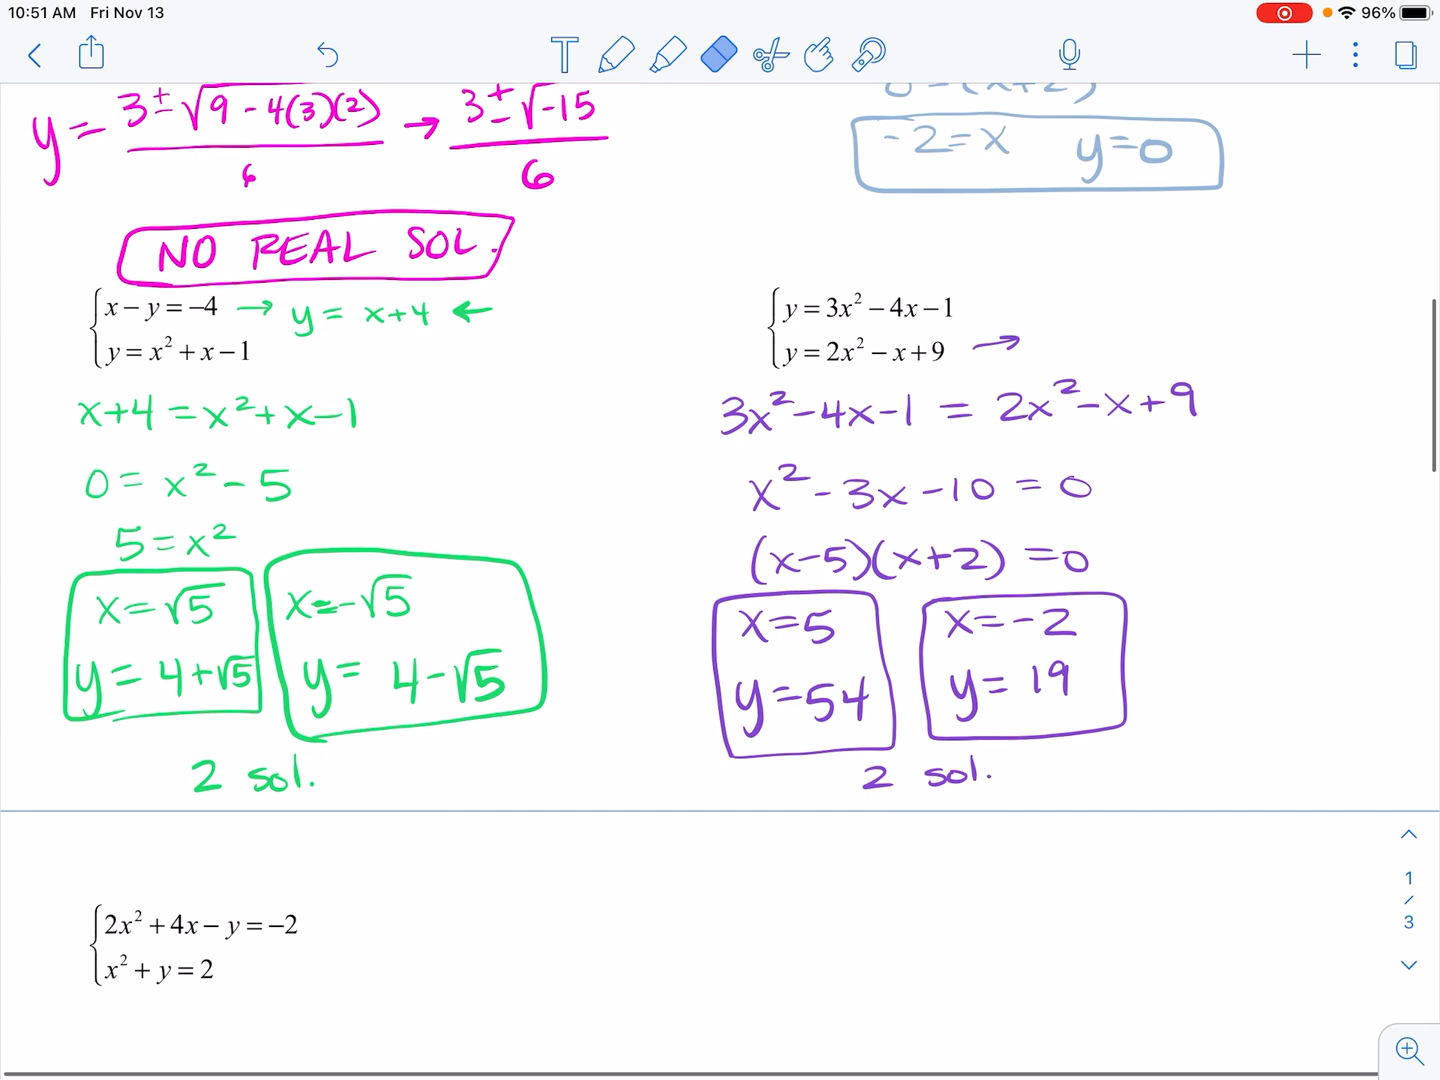 10:51 AM Fri Nov 13
96%
T
y = 3 ± √9 - 4(3)(2) / 6 → 3 ± √-15 / 6
-2 = x y = 0
NO REAL SOL.
x − y = −4 → y = x+4 ←
y = x² + x − 1
x+4 = x² + x − 1
0 = x² - 5
5 = x²
x = √5
y = 4+√5
x = -√5
y = 4-√5
2 sol.
y = 3x² − 4x − 1
y = 2x² − x + 9 →
3x² - 4x - 1 = 2x² - x + 9
x² - 3x - 10 = 0
(x-5)(x+2) = 0
x = 5
y = 54
x = -2
y = 19
2 sol.
2x² + 4x − y = −2
x² + y = 2
1
/
3